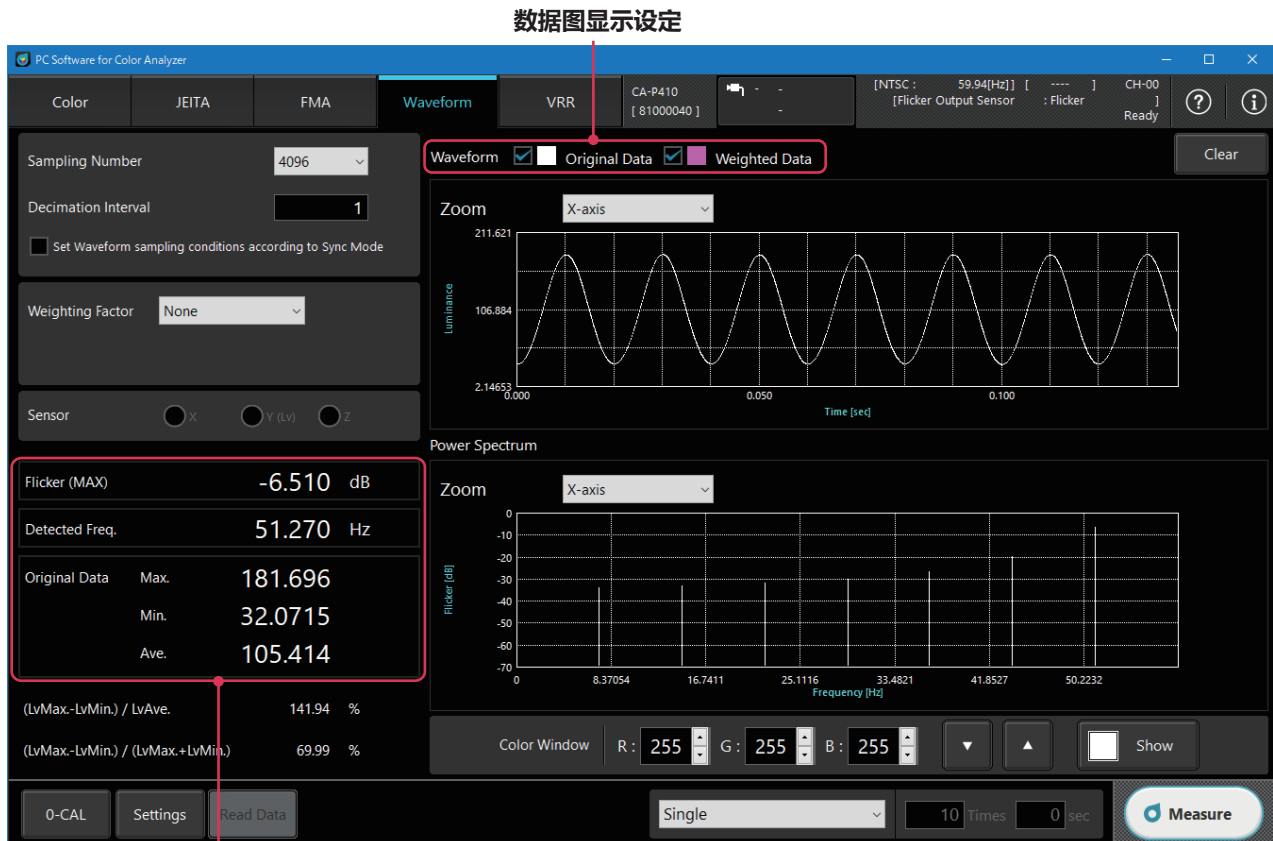 数据图显示设定
PC Software for Color Analyzer
Color JEITA FMA Waveform VRR
CA-P410
[ 81000040 ]
- -
-
[NTSC : 59.94[Hz]] [ ---- ] CH-00
[Flicker Output Sensor : Flicker ]
Ready
Sampling Number 4096
Decimation Interval 1
Set Waveform sampling conditions according to Sync Mode
Weighting Factor None
Sensor X Y (Lv) Z
Flicker (MAX) -6.510 dB
Detected Freq. 51.270 Hz
Original Data Max. 181.696
Min. 32.0715
Ave. 105.414
(LvMax.-LvMin.) / LvAve. 141.94 %
(LvMax.-LvMin.) / (LvMax.+LvMin.) 69.99 %
Waveform Original Data Weighted Data
Clear
Zoom X-axis
211.621
106.884
2.14653
Luminance
0.000 0.050 0.100
Time [sec]
Power Spectrum
Zoom X-axis
0
-10
-20
-30
-40
-50
-60
-70
Flicker [dB]
0 8.37054 16.7411 25.1116 33.4821 41.8527 50.2232
Frequency [Hz]
Color Window R : 255 G : 255 B : 255 ▼ ▲ Show
0-CAL Settings Read Data
Single 10 Times 0 sec Measure